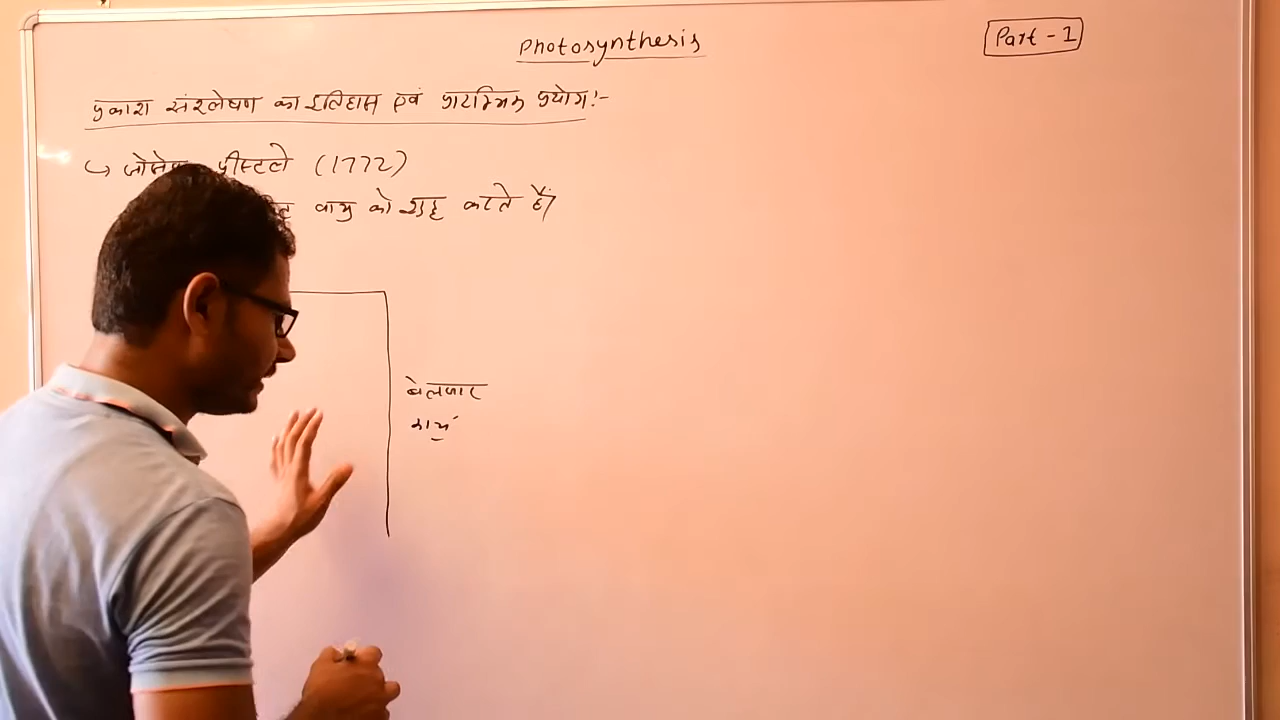 Photosynthesis
Part - 1
प्रकाश संश्लेषण का इतिहास एवं प्रारम्भिक प्रयोग :-
↳ जोसेफ प्रीस्टले (1772)
वायु को शुद्ध करते हैं
बेलजार